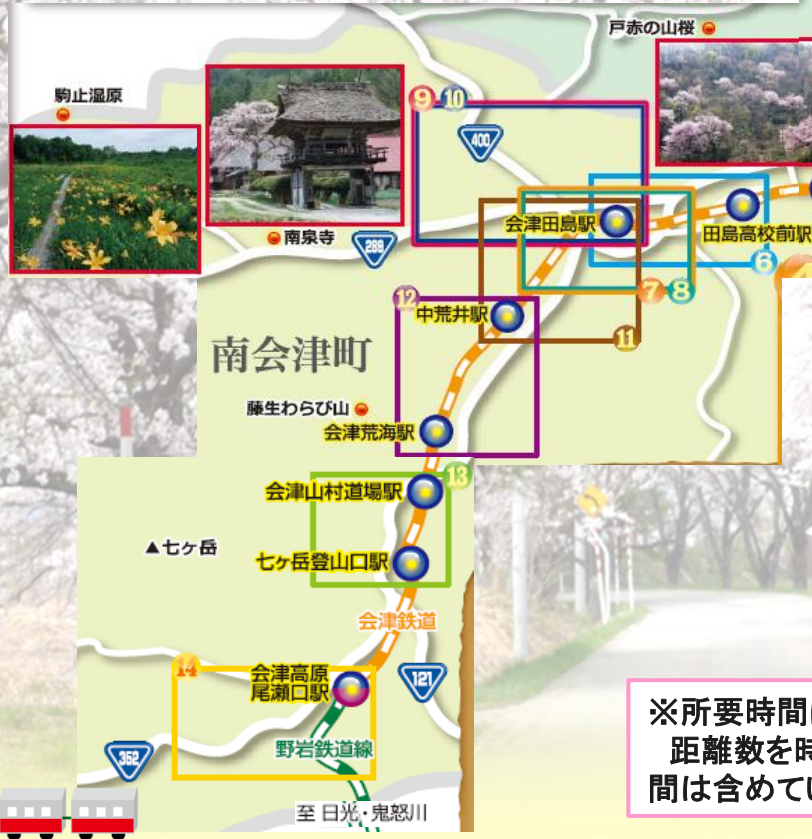 戸赤の山桜
駒止湿原
9
10
400
会津田島駅
田島高校前駅
南泉寺
289
6
7
8
12
中荒井駅
11
南会津町
藤生わらび山
会津荒海駅
13
会津山村道場駅
▲七ヶ岳
七ヶ岳登山口駅
会津鉄道
14
会津高原
尾瀬口駅
121
352
野岩鉄道線
至 日光・鬼怒川
※所要時間
距離数を時
間は含めてい